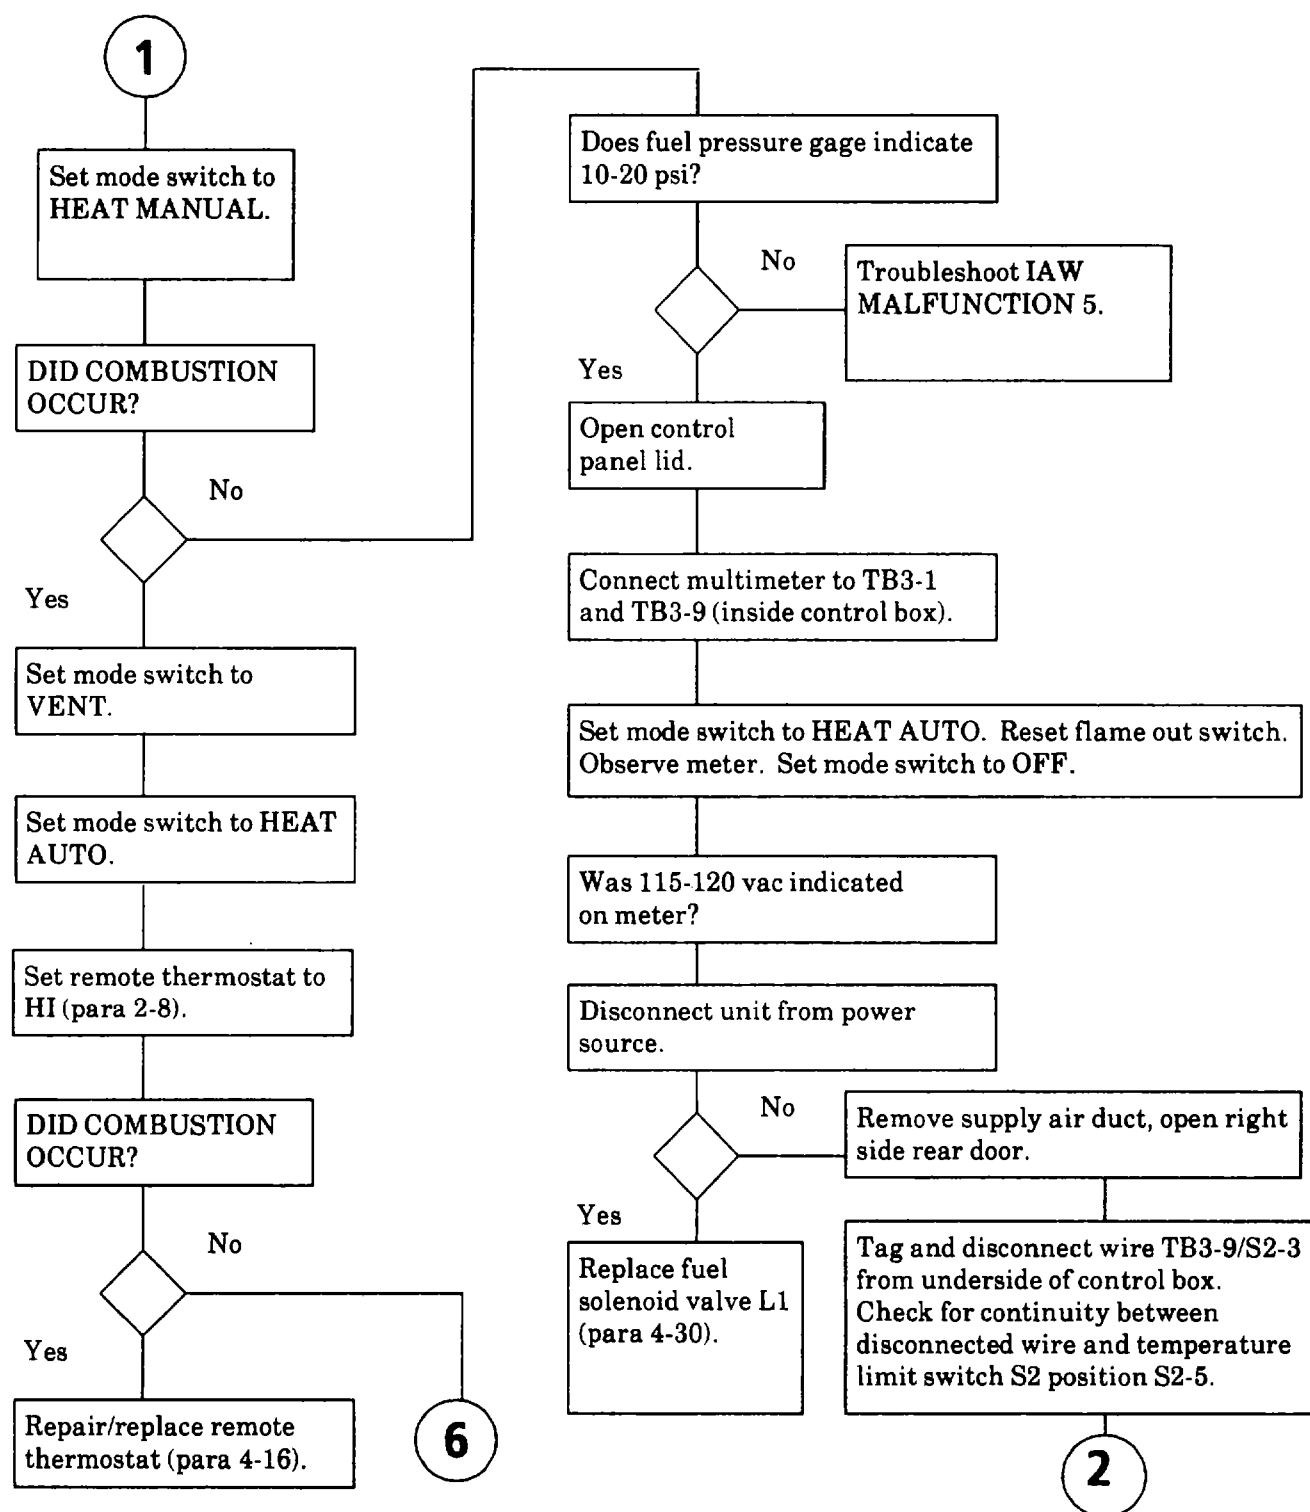 1
Set mode switch to
HEAT MANUAL.
DID COMBUSTION
OCCUR?
No
Yes
Set mode switch to
VENT.
Set mode switch to HEAT
AUTO.
Set remote thermostat to
HI (para 2-8).
DID COMBUSTION
OCCUR?
No
Yes
Repair/replace remote
thermostat (para 4-16).
6
Does fuel pressure gage indicate
10-20 psi?
No
Troubleshoot IAW
MALFUNCTION 5.
Yes
Open control
panel lid.
Connect multimeter to TB3-1
and TB3-9 (inside control box).
Set mode switch to HEAT AUTO. Reset flame out switch.
Observe meter. Set mode switch to OFF.
Was 115-120 vac indicated
on meter?
Disconnect unit from power
source.
No
Remove supply air duct, open right
side rear door.
Yes
Replace fuel
solenoid valve L1
(para 4-30).
Tag and disconnect wire TB3-9/S2-3
from underside of control box.
Check for continuity between
disconnected wire and temperature
limit switch S2 position S2-5.
2